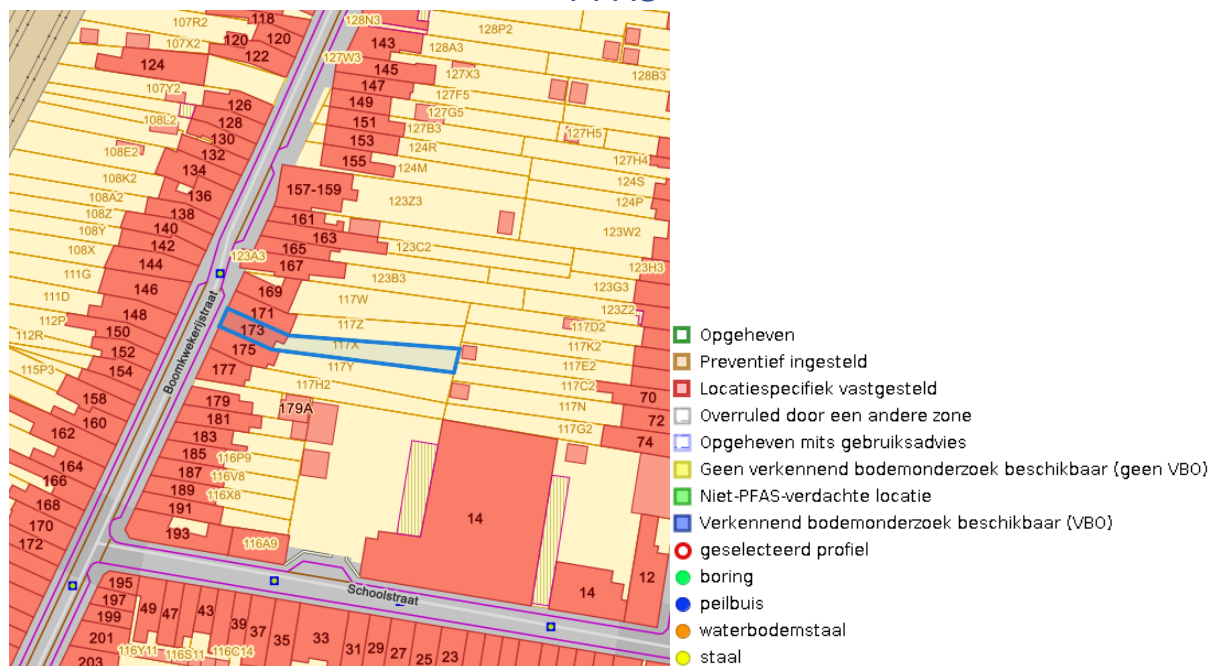 107R2
118
120
120
122
107X2
124
107Y2
126
108L2
128
130
108E2
132
134
108K2
136
108A2
138
108Z
140
108Y
142
108X
144
111G
146
111D
148
112P
150
112R
152
154
115P3
158
160
162
164
166
168
170
172
Boomkwekerijstraat
128N3
143
128P2
128A3
127W3
145
127X3
128B3
147
127F5
149
127G5
151
127B3
127H5
153
124R
127H4
155
124M
124S
157-159
123Z3
124P
161
123W2
163
123C2
123A3
165
167
123B3
123H3
123G3
169
117W
123Z2
171
117Z
117D2
173
117X
117K2
175
117Y
117E2
177
117H2
117C2
70
179
179A
117N
72
181
117G2
74
183
116P9
185
116V8
187
116X8
189
191
193
116A9
14
14
12
Schoolstraat
195
197
199
201
203
49
47
43
39
37
35
33
31
29
27
25
23
116Y11
116S11
116C14
Opgeheven
Preventief ingesteld
Locatiespecifiek vastgesteld
Overruled door een andere zone
Opgeheven mits gebruiksadvies
Geen verkennend bodemonderzoek beschikbaar (geen VBO)
Niet-PFAS-verdachte locatie
Verkennend bodemonderzoek beschikbaar (VBO)
geselecteerd profiel
boring
peilbuis
waterbodemstaal
staal